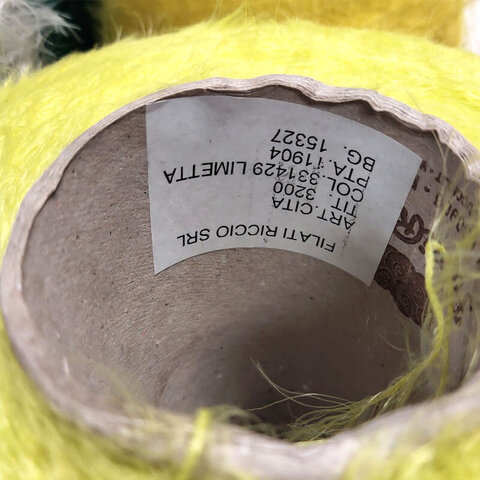 FILATI RICCIO SRL
ART. CITA
TIT. 3200
COL. 331429 LIMETTA
PTA. 11904
BG. 15327